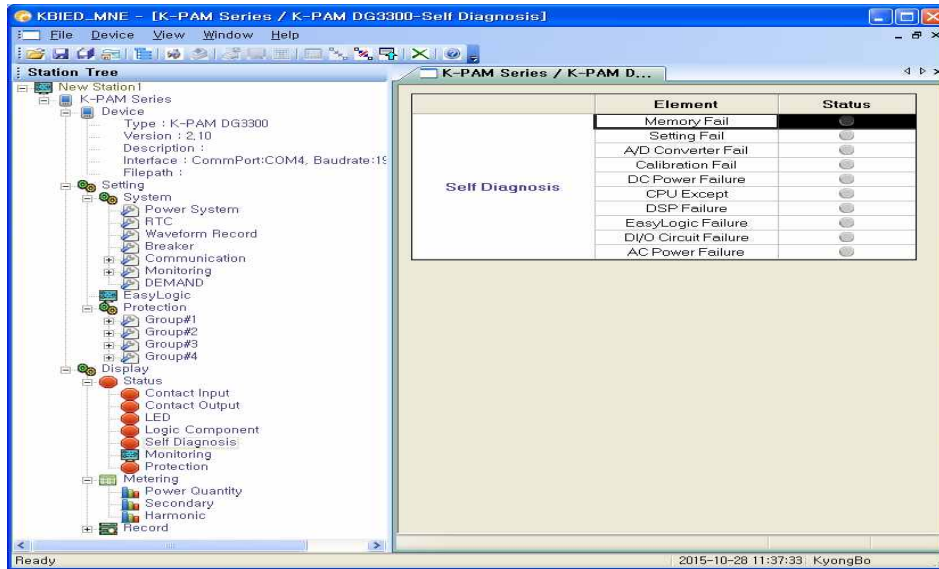 KBIED_MNE - [K-PAM Series / K-PAM DG3300-Self Diagnosis]
File Device View Window Help
Station Tree
New Station1
K-PAM Series
Device
Type : K-PAM DG3300
Version : 2,10
Description :
Interface : CommPort:COM4, Baudrate:19
Filepath :
Setting
System
Power System
RTC
Waveform Record
Breaker
Communication
Monitoring
DEMAND
EasyLogic
Protection
Group#1
Group#2
Group#3
Group#4
Display
Status
Contact Input
Contact Output
LED
Logic Component
Self Diagnosis
Monitoring
Protection
Metering
Power Quantity
Secondary
Harmonic
Record
K-PAM Series / K-PAM D...
Element Status
Self Diagnosis
Memory Fail
Setting Fail
A/D Converter Fail
Calibration Fail
DC Power Failure
CPU Except
DSP Failure
EasyLogic Failure
DI/O Circuit Failure
AC Power Failure
Ready 2015-10-28 11:37:33 KyongBo